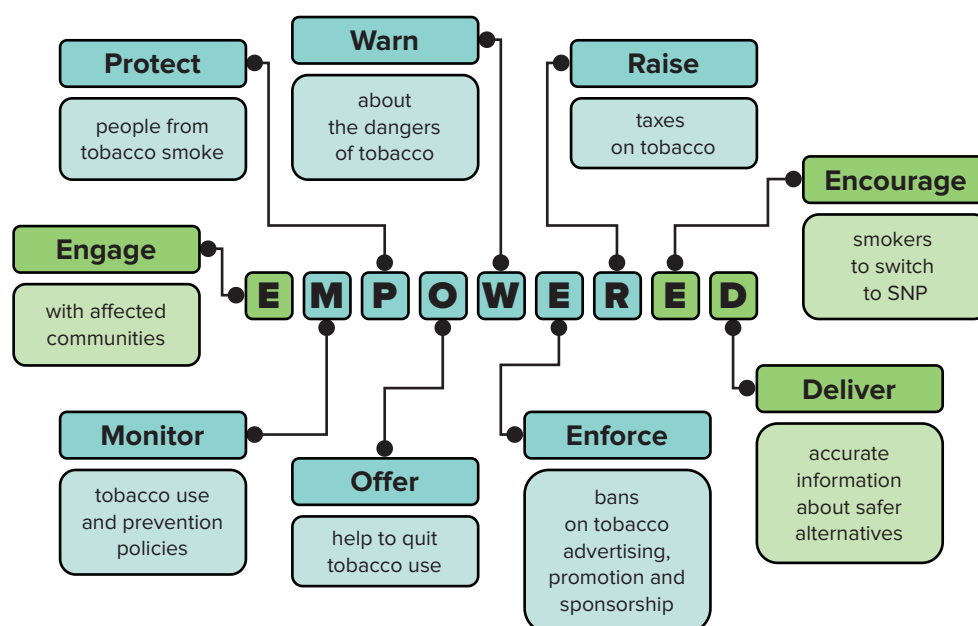 Protect
people from
tobacco smoke
Warn
about
the dangers
of tobacco
Raise
taxes
on tobacco
Encourage
smokers
to switch
to SNP
Engage
with affected
communities
EMPOWERED
Monitor
tobacco use
and prevention
policies
Offer
help to quit
tobacco use
Enforce
bans
on tobacco
advertising,
promotion and
sponsorship
Deliver
accurate
information
about safer
alternatives